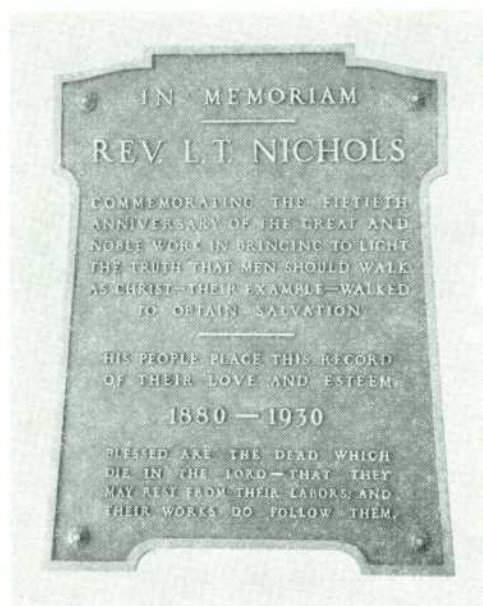 IN MEMORIAM
REV. L. T. NICHOLS
COMMEMORATING THE FIFTIETH
ANNIVERSARY OF THE GREAT AND
NOBLE WORK IN BRINGING TO LIGHT
THE TRUTH THAT MEN SHOULD WALK
AS CHRIST—THEIR EXAMPLE—WALKED
TO OBTAIN SALVATION
HIS PEOPLE PLACE THIS RECORD
OF THEIR LOVE AND ESTEEM.
1880 — 1930
BLESSED ARE THE DEAD WHICH
DIE IN THE LORD — THAT THEY
MAY REST FROM THEIR LABORS; AND
THEIR WORKS DO FOLLOW THEM.